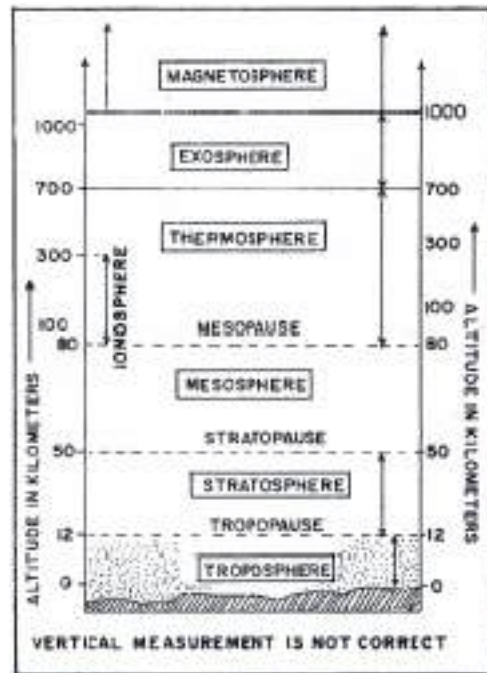 MAGNETOSPHERE
1000 1000
EXOSPHERE
700 700
THERMOSPHERE
300 300
IONOSPHERE
100 100
MESOPAUSE
80 80
MESOSPHERE
STRATOPAUSE
50 50
STRATOSPHERE
TROPOPAUSE
12 12
TROPOSPHERE
0 0
ALTITUDE IN KILOMETERS
ALTITUDE IN KILOMETERS
VERTICAL MEASUREMENT IS NOT CORRECT